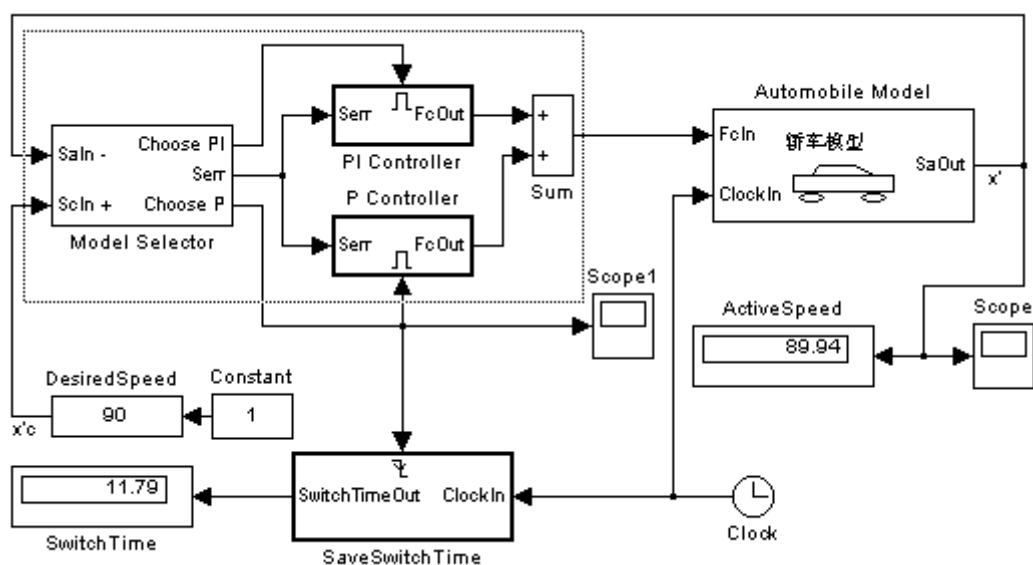 Automobile Model
Choose PI
SaIn -
Serr
ScIn +
Choose P
Model Selector
Serr
FcOut
PI Controller
P Controller
Serr
FcOut
+
+
Sum
FcIn
轿车模型
SaOut
ClockIn
x'
Scope1
ActiveSpeed
89.94
Scope
DesiredSpeed
90
Constant
1
x'c
11.79
SwitchTime
SwitchTimeOut
ClockIn
SaveSwitchTime
Clock